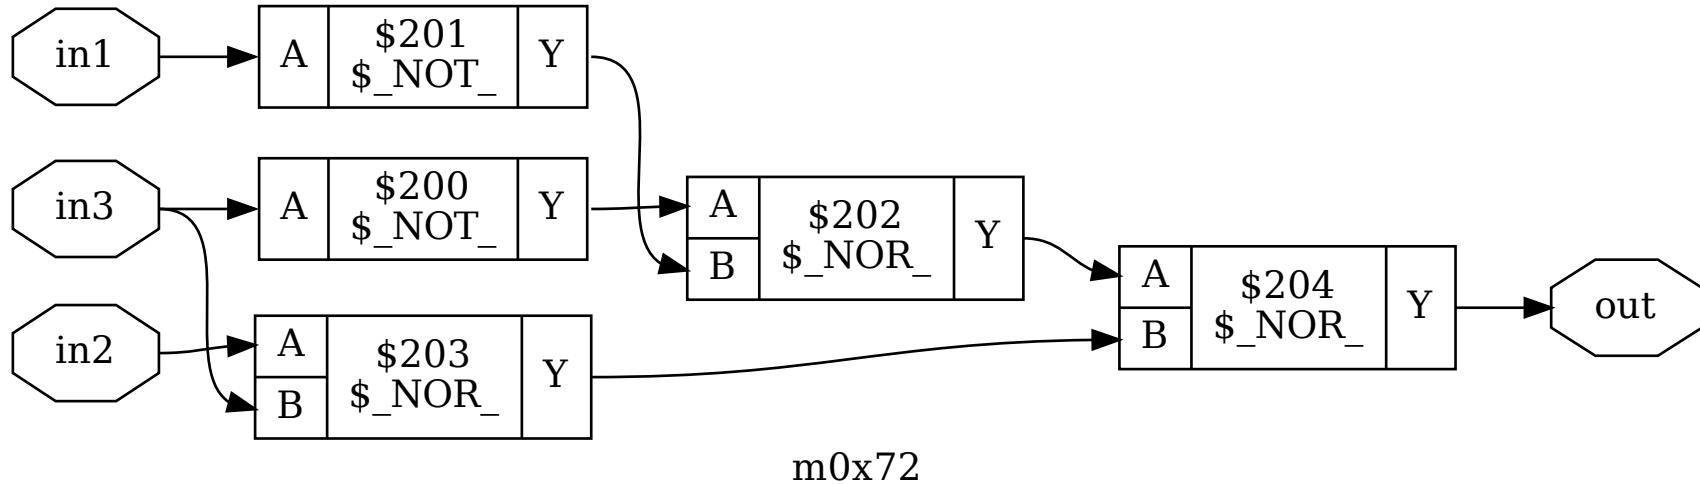 in1
A
$201
$_NOT_
Y
in3
A
$200
$_NOT_
Y
in2
A
B
$203
$_NOR_
Y
A
B
$202
$_NOR_
Y
A
B
$204
$_NOR_
Y
out
m0x72